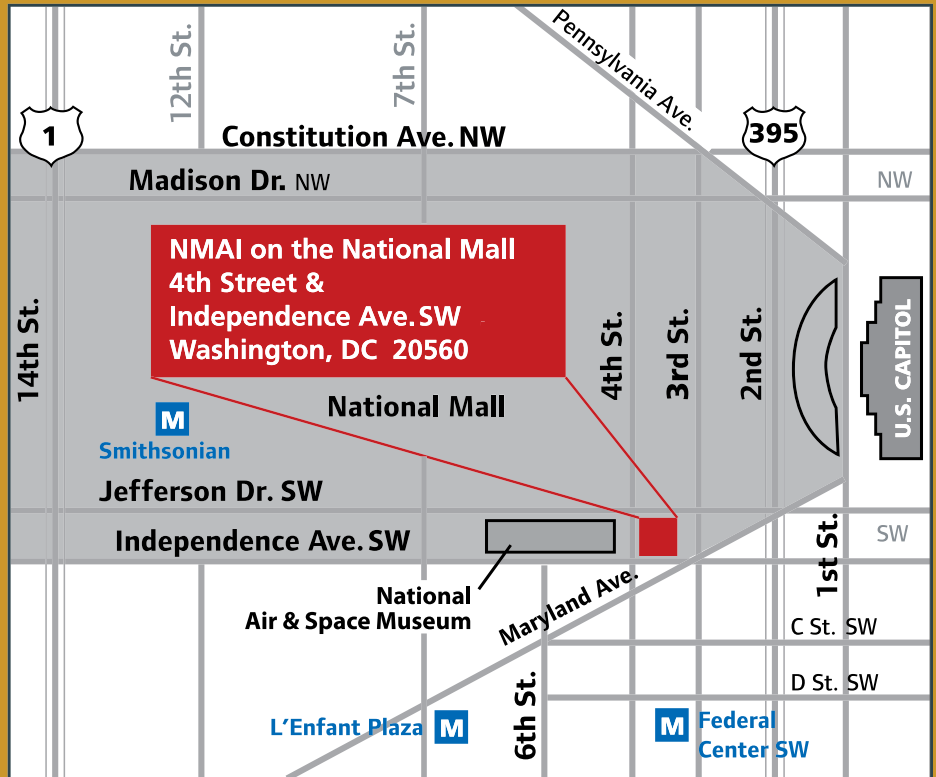 12th St.
7th St.
Pennsylvania Ave.
1
395
Constitution Ave. NW
Madison Dr. NW
NW
NMAI on the National Mall
4th Street &
Independence Ave. SW
Washington, DC 20560
14th St.
4th St.
3rd St.
2nd St.
U.S. CAPITOL
National Mall
M
Smithsonian
Jefferson Dr. SW
Independence Ave. SW
SW
1st St.
National
Air & Space Museum
Maryland Ave.
C St. SW
D St. SW
6th St.
L'Enfant Plaza M
M Federal
Center SW